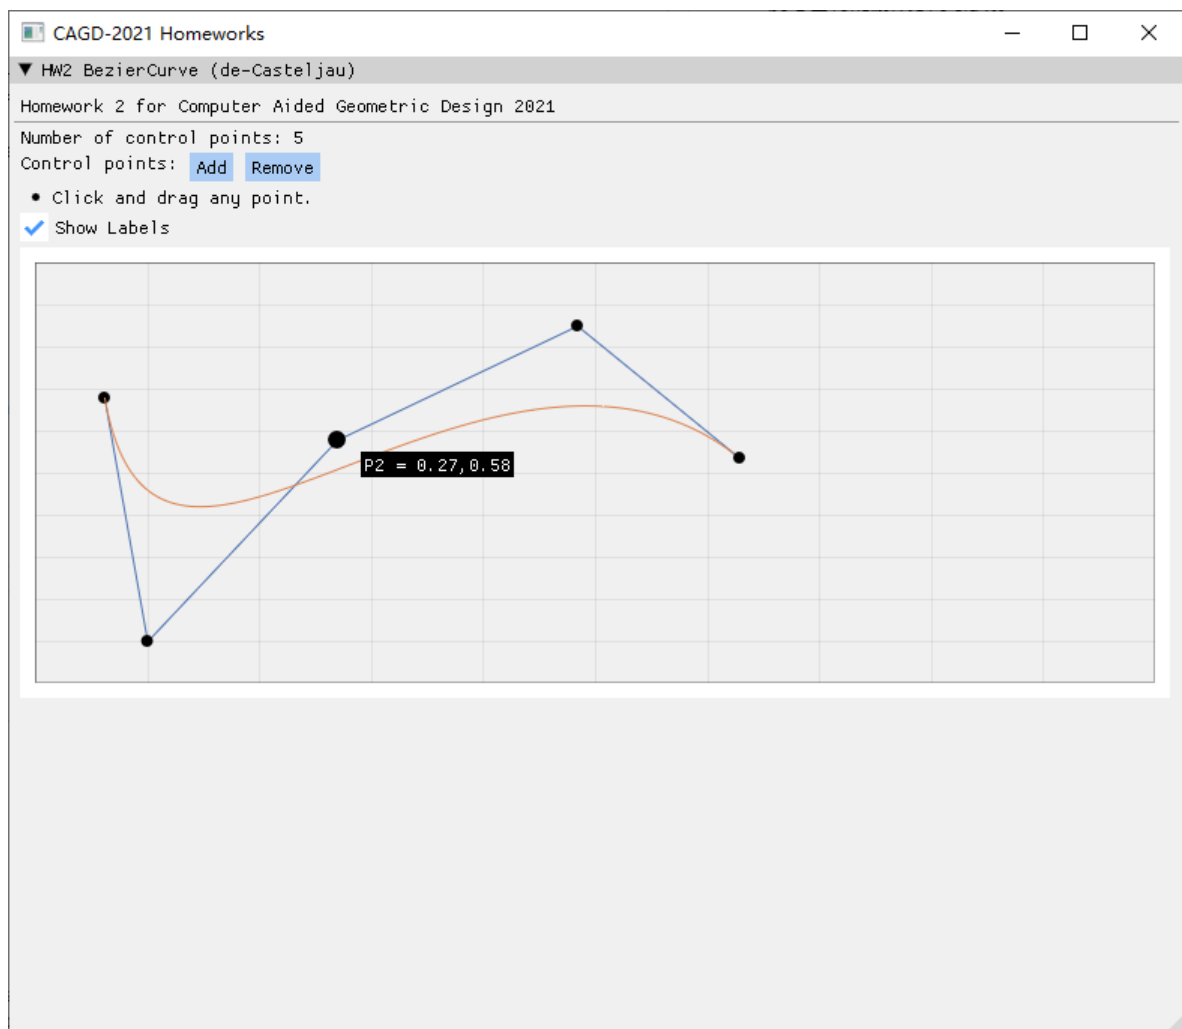 CAGD-2021 Homeworks
HW2 BezierCurve (de-Casteljau)
Homework 2 for Computer Aided Geometric Design 2021
Number of control points: 5
Control points: Add Remove
Click and drag any point.
Show Labels
P2 = 0.27,0.58